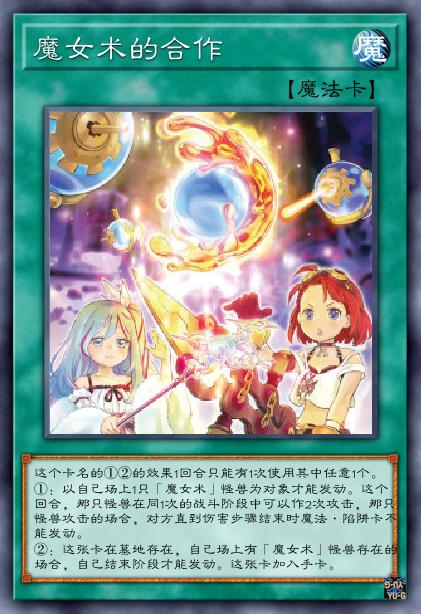 魔女术的合作
魔
【魔法卡】
这个卡名的①②的效果1回合只能有1次使用其中任意1个。
①：以自己场上1只「魔女术」怪兽为对象才能发动。这个
回合，那只怪兽在同1次的战斗阶段中可以作2次攻击，那只
怪兽攻击的场合，对方直到伤害步骤结束时魔法·陷阱卡不
能发动。
②：这张卡在墓地存在，自己场上有「魔女术」怪兽存在的
场合，自己结束阶段才能发动。这张卡加入手卡。